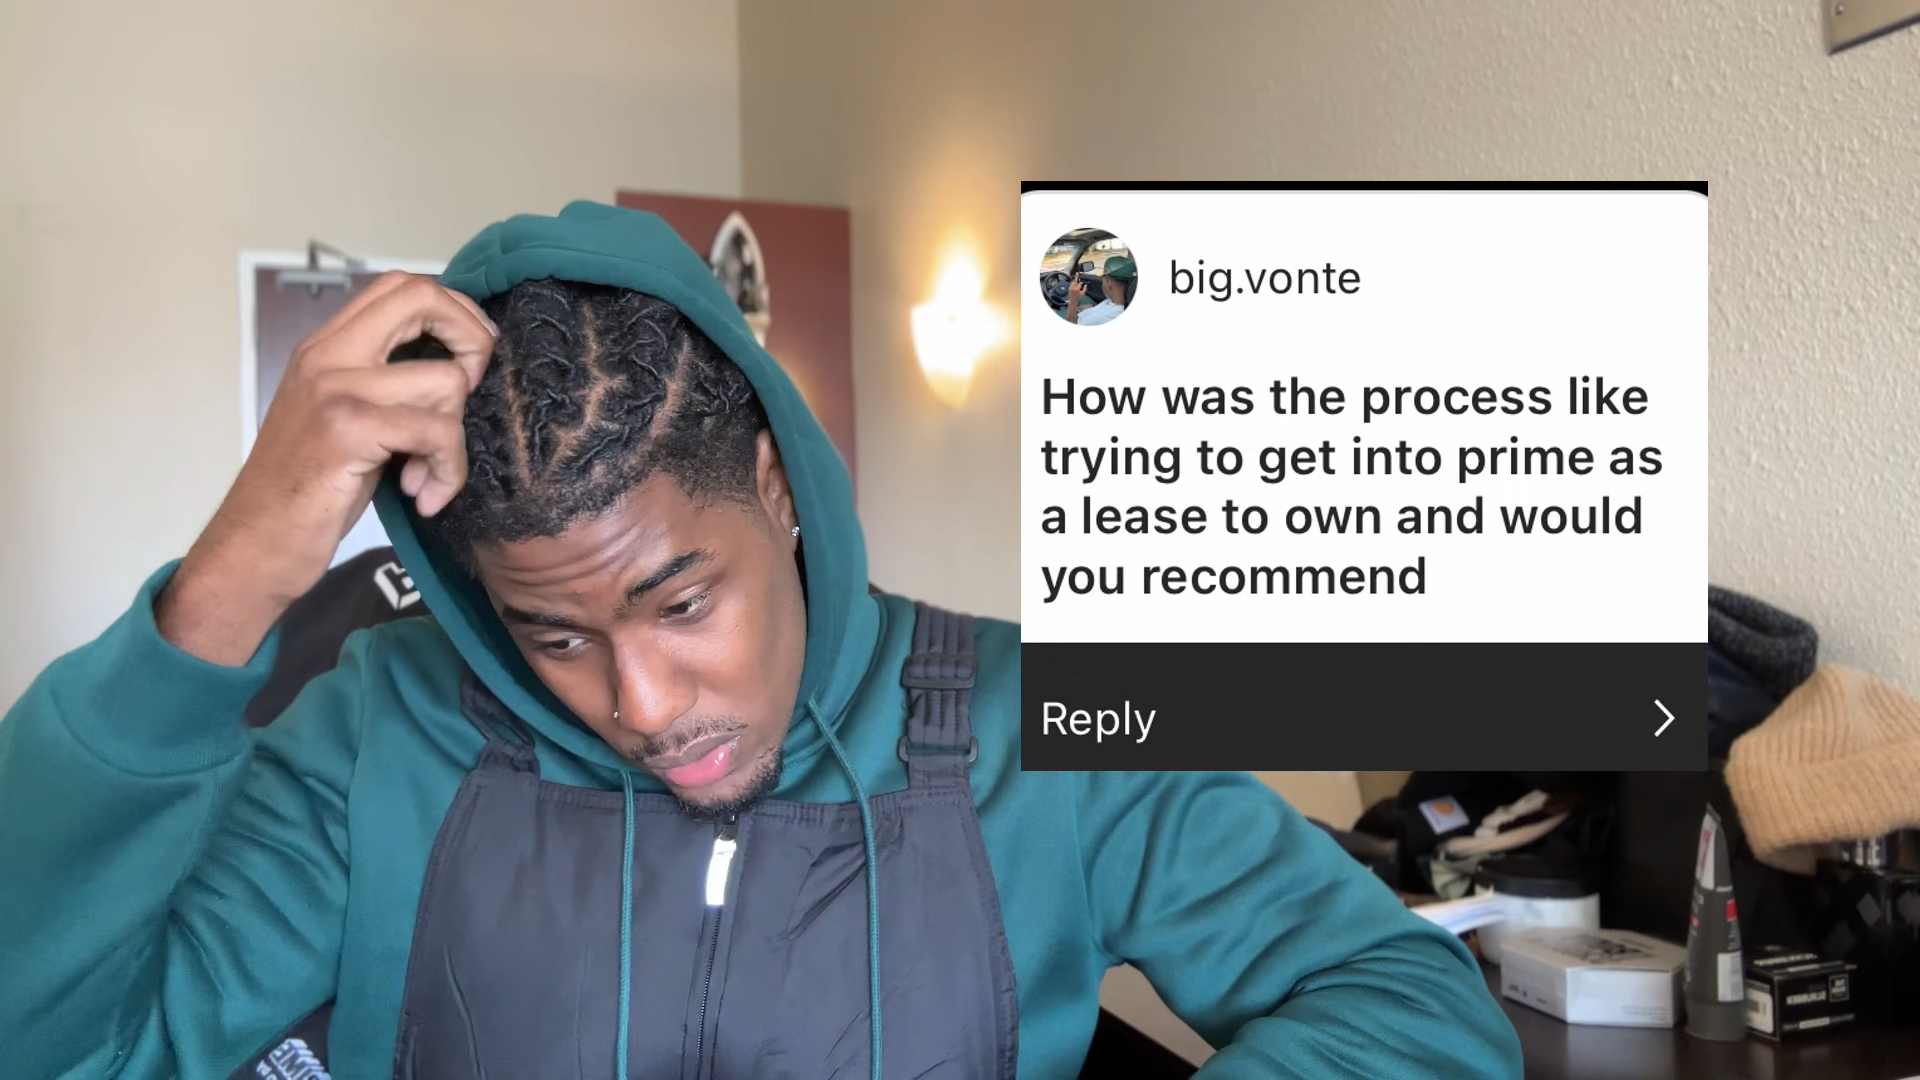 big.vonte
How was the process like
trying to get into prime as
a lease to own and would
you recommend
Reply